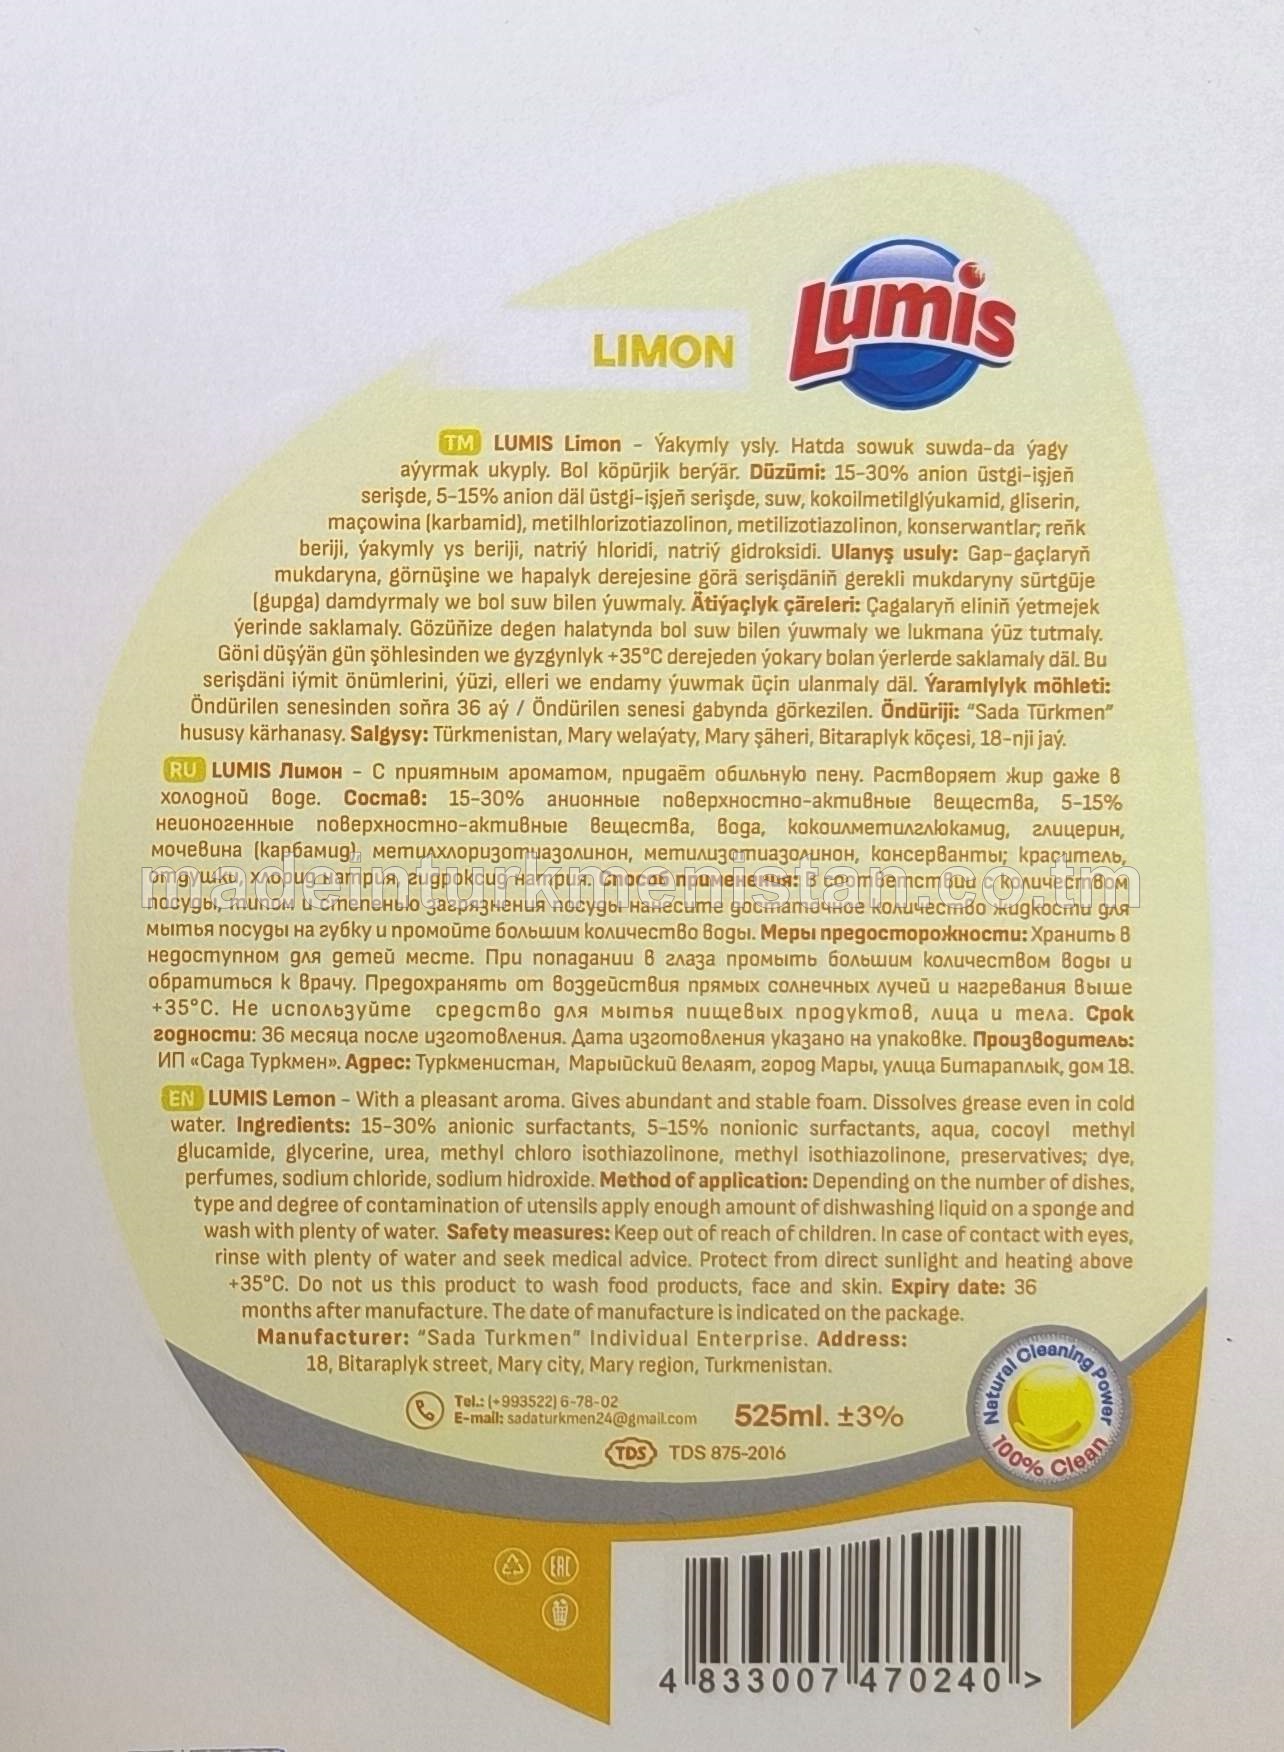 Lumis
LIMON
TM LUMIS Limon - Ýakymly ysly. Hatda sowuk suwda-da ýagy
aýyrmak ukyply. Bol köpürjik berýär. Düzümi: 15-30% anion üstgi-işjeň
serişde, 5-15% anion däl üstgi-işjeň serişde, suw, kokoilmetilglýukamid, gliserin,
maçowina (karbamid), metilhlorizotiazolinon, metilizotiazolinon, konserwantlar; reňk
beriji, ýakymly ys beriji, natriý hloridi, natriý gidroksidi. Ulanyş usuly: Gap-gaçlaryň
mukdaryna, görnüşine we hapalyk derejesine görä serişdäniň gerekli mukdaryny sürtgüje
(gupga) damdyrmaly we bol suw bilen ýuwmaly. Ätiýaçlyk çäreleri: Çagalaryň eliniň ýetmejek
ýerinde saklamaly. Gözüňize degen halatynda bol suw bilen ýuwmaly we lukmana ýüz tutmaly.
Göni düşýän gün şöhlesinden we gyzgynlyk +35°C derejeden ýokary bolan ýerlerde saklamaly däl. Bu
serişdäni iýmit önümlerini, ýüzi, elleri we endamy ýuwmak üçin ulanmaly däl. Ýaramlylyk möhleti:
Öndürilen senesinden soňra 36 aý / Öndürilen senesi gabynda görkezilen. Öndüriji: "Sada Türkmen"
hususy kärhanasy. Salgysy: Türkmenistan, Mary welaýaty, Mary şäheri, Bitaraplyk köçesi, 18-nji jaý.
RU LUMIS Лимон - С приятным ароматом, придаёт обильную пену. Растворяет жир даже в
холодной воде. Состав: 15-30% анионные поверхностно-активные вещества, 5-15%
неионогенные поверхностно-активные вещества, вода, кокоилметилглюкамид, глицерин,
мочевина (карбамид), метилхлоризотиазолинон, метилизотиазолинон, консерванты; краситель,
отдушки, хлорид натрия, гидроксид натрия. Способ применения: В соответствии с количеством
посуды, типом и степенью загрязнения посуды нанесите достаточное количество жидкости для
мытья посуды на губку и промойте большим количество воды. Меры предосторожности: Хранить в
недоступном для детей месте. При попадании в глаза промыть большим количеством воды и
обратиться к врачу. Предохранять от воздействия прямых солнечных лучей и нагревания выше
+35°C. Не используйте средство для мытья пищевых продуктов, лица и тела. Срок
годности: 36 месяца после изготовления. Дата изготовления указано на упаковке. Производитель:
ИП «Сада Туркмен». Адрес: Туркменистан, Марыйский велаят, город Мары, улица Битараплык, дом 18.
madeinturkmenistan.co.tm
EN LUMIS Lemon - With a pleasant aroma. Gives abundant and stable foam. Dissolves grease even in cold
water. Ingredients: 15-30% anionic surfactants, 5-15% nonionic surfactants, aqua, cocoyl methyl
glucamide, glycerine, urea, methyl chloro isothiazolinone, methyl isothiazolinone, preservatives; dye,
perfumes, sodium chloride, sodium hidroxide. Method of application: Depending on the number of dishes,
type and degree of contamination of utensils apply enough amount of dishwashing liquid on a sponge and
wash with plenty of water. Safety measures: Keep out of reach of children. In case of contact with eyes,
rinse with plenty of water and seek medical advice. Protect from direct sunlight and heating above
+35°C. Do not us this product to wash food products, face and skin. Expiry date: 36
months after manufacture. The date of manufacture is indicated on the package.
Manufacturer: "Sada Turkmen" Individual Enterprise. Address:
18, Bitaraplyk street, Mary city, Mary region, Turkmenistan.
Tel.: (+993522) 6-78-02
E-mail: sadaturkmen24@gmail.com
525ml. ±3%
TDS TDS 875-2016
Natural Cleaning Power
100% Clean
EAC
4 833007 470240 >